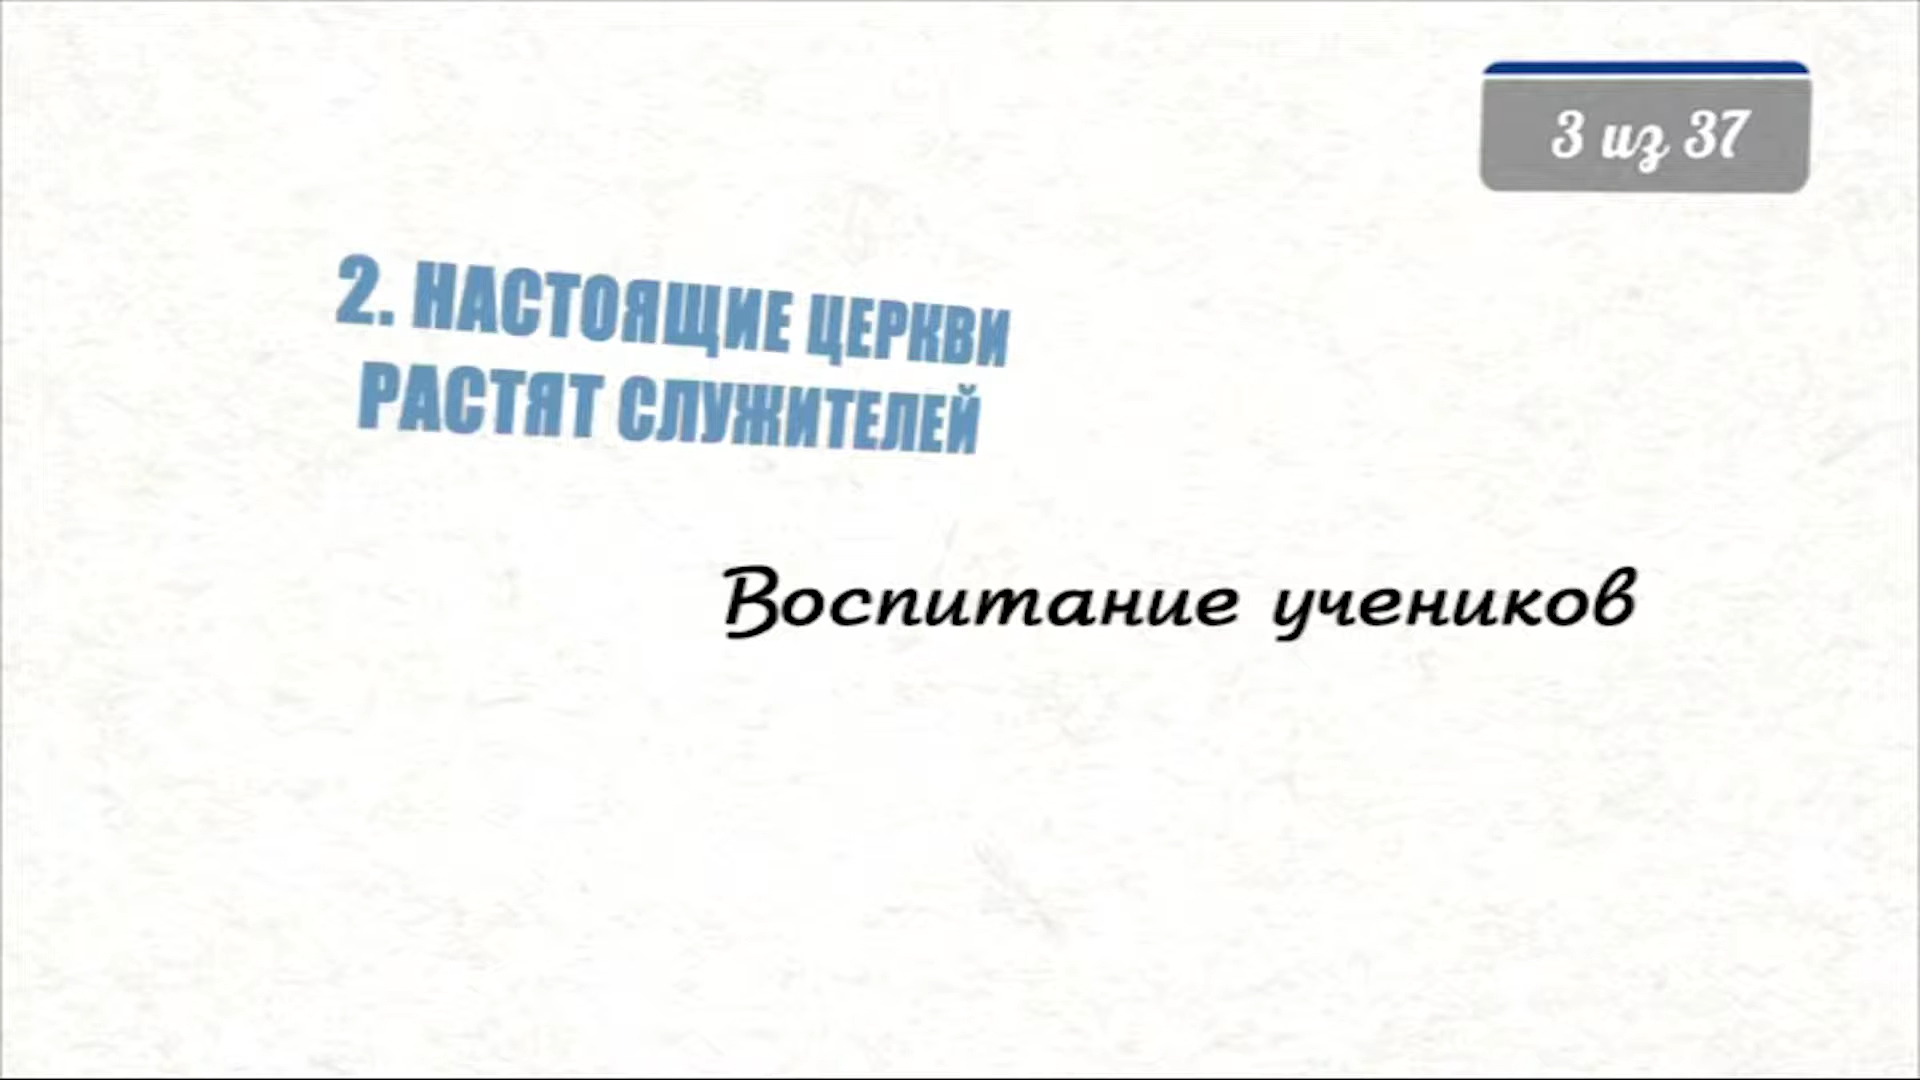 3 из 37
2. НАСТОЯЩИЕ ЦЕРКВИ
РАСТЯТ СЛУЖИТЕЛЕЙ
Воспитание учеников